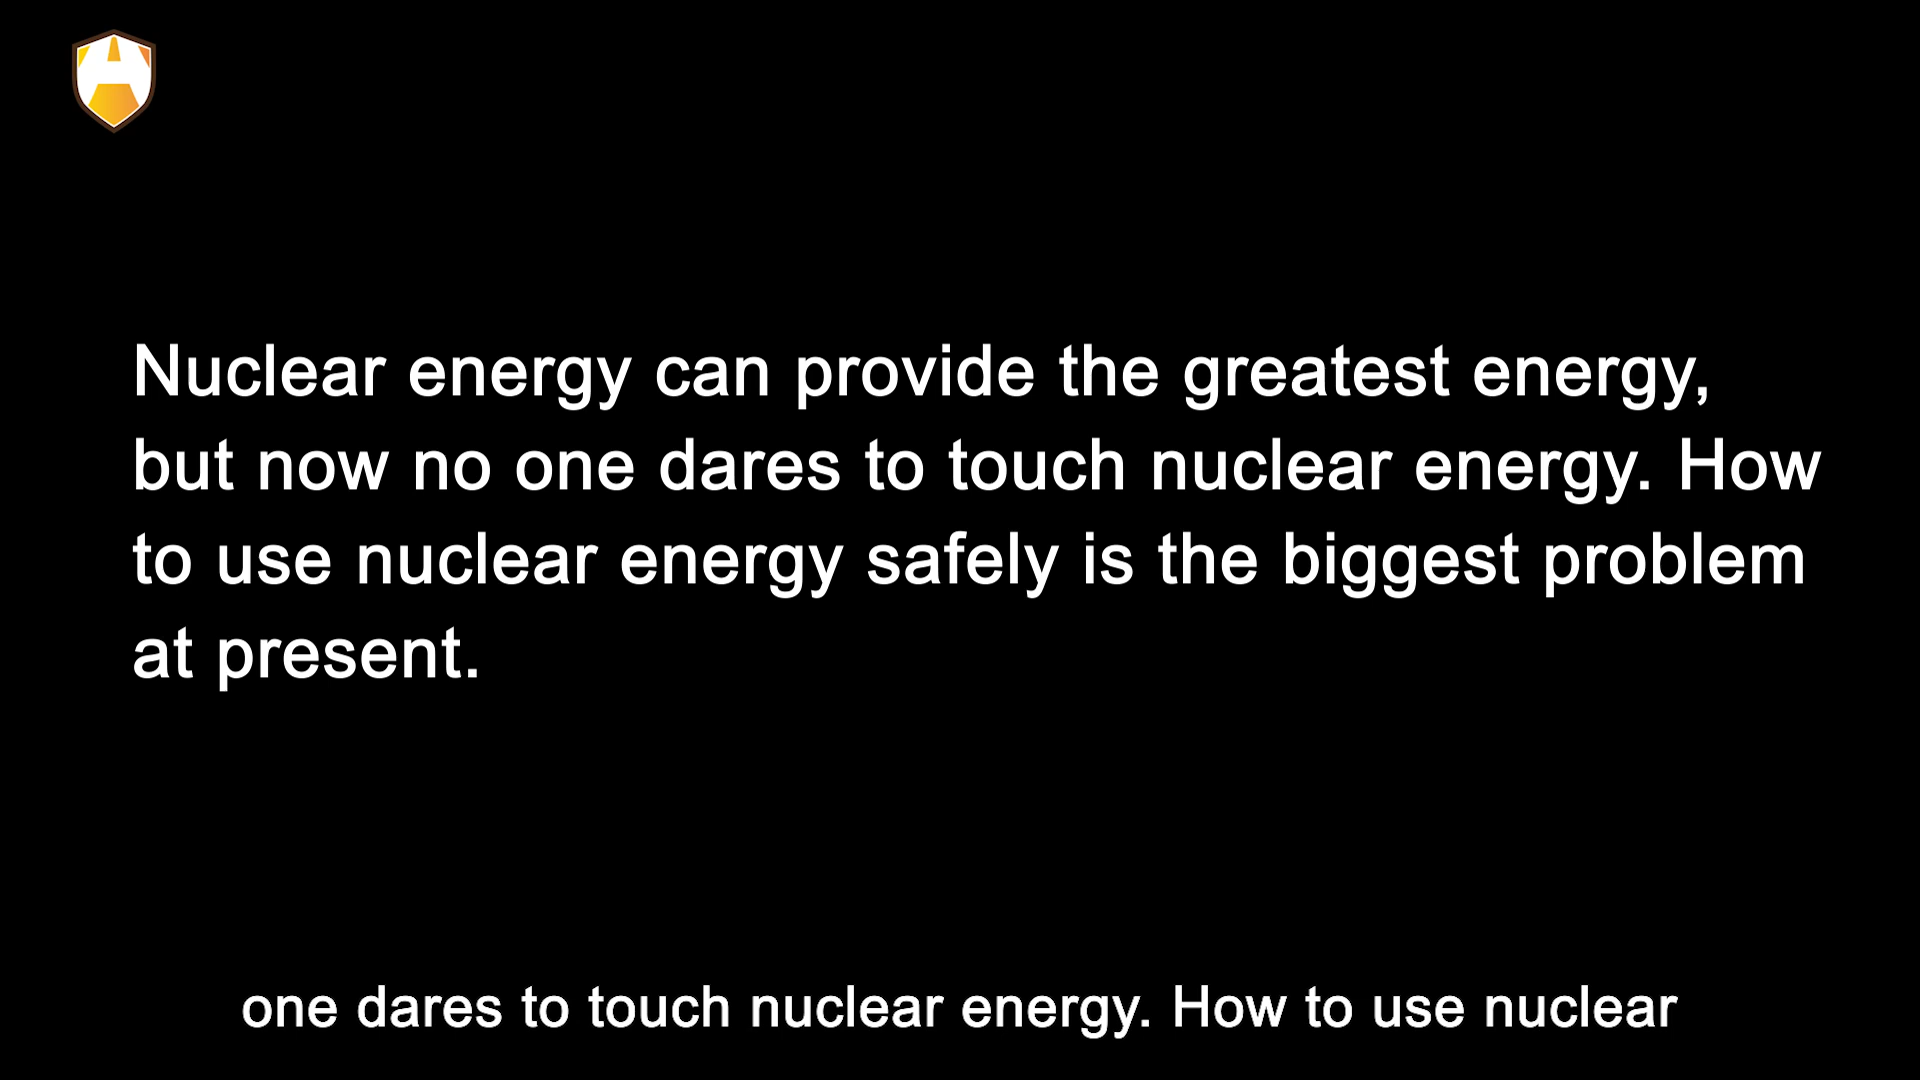 Nuclear energy can provide the greatest energy,
but now no one dares to touch nuclear energy. How
to use nuclear energy safely is the biggest problem
at present.
one dares to touch nuclear energy. How to use nuclear